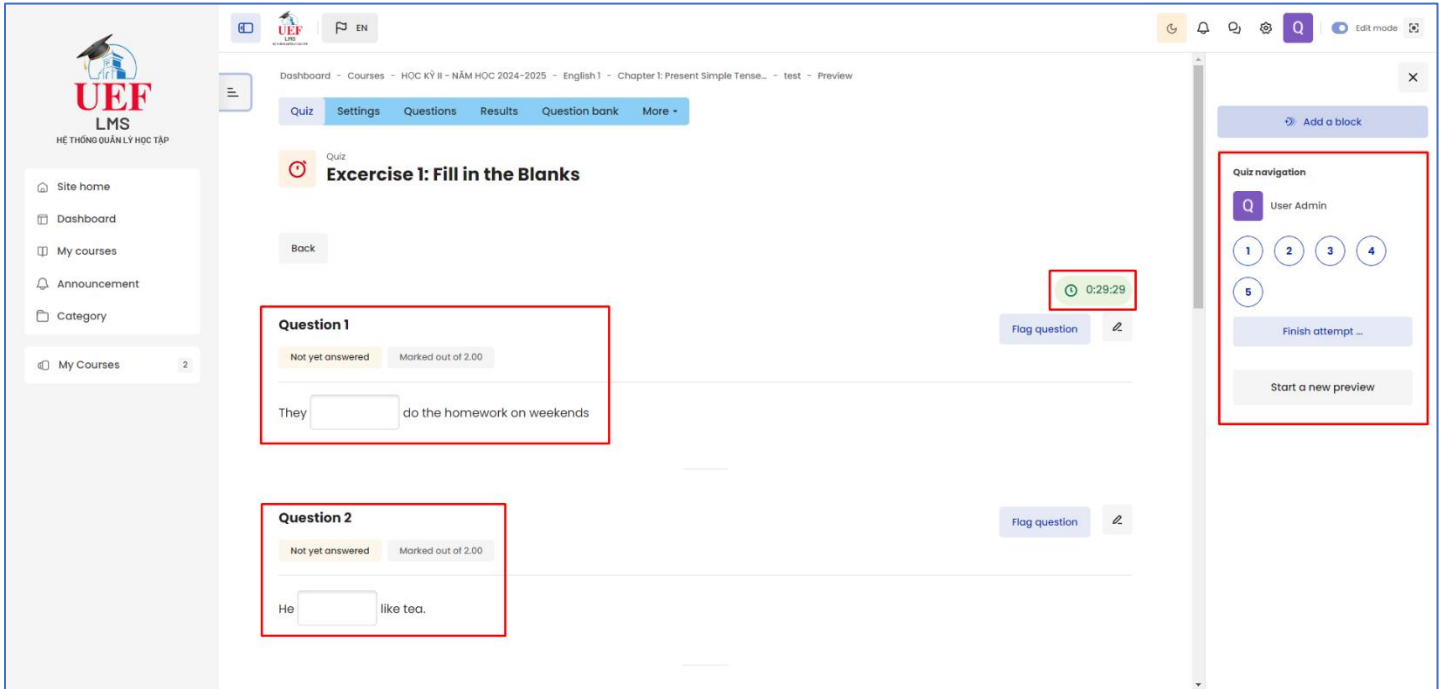 UEF
LMS
HỆ THỐNG QUẢN LÝ HỌC TẬP
Site home
Dashboard
My courses
Announcement
Category
My Courses 2
UEF
LMS
EN
Q
Edit mode
Dashboard - Courses - HỌC KỲ II - NĂM HỌC 2024-2025 - English 1 - Chapter 1: Present Simple Tense... - test - Preview
Quiz Settings Questions Results Question bank More
Quiz
Excercise 1: Fill in the Blanks
Back
0:29:29
Question 1
Flag question
Not yet answered Marked out of 2.00
They do the homework on weekends
Question 2
Flag question
Not yet answered Marked out of 2.00
He like tea.
Add a block
Quiz navigation
Q User Admin
1 2 3 4
5
Finish attempt ...
Start a new preview